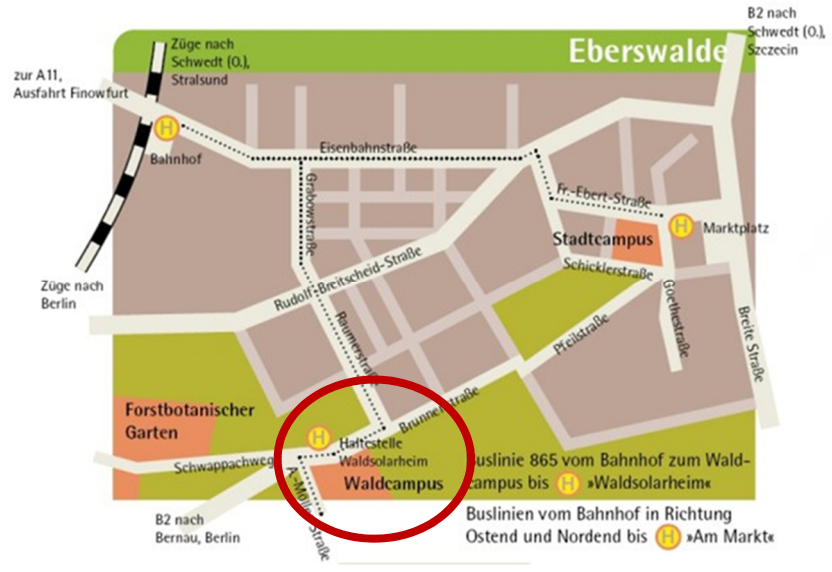 B2 nach
Schwedt (O.),
Szczecin
Eberswalde
Züge nach
Schwedt (O.),
Stralsund
zur A11,
Ausfahrt Finowfurt
H
Bahnhof
Eisenbahnstraße
Grabowstraße
Fr.-Ebert-Straße
H
Marktplatz
Stadtcampus
Schicklerstraße
Rudolf-Breitscheid-Straße
Züge nach
Berlin
Goethestraße
Breite Straße
Raumerstraße
Pfeilstraße
Brunnenstraße
Forstbotanischer
Garten
H
Haltestelle
Waldsolarheim
Schwappachweg
Waldcampus
A.-Möller-Straße
B2 nach
Bernau, Berlin
Buslinie 865 vom Bahnhof zum Wald-
campus bis H »Waldsolarheim«
Buslinien vom Bahnhof in Richtung
Ostend und Nordend bis H »Am Markt«